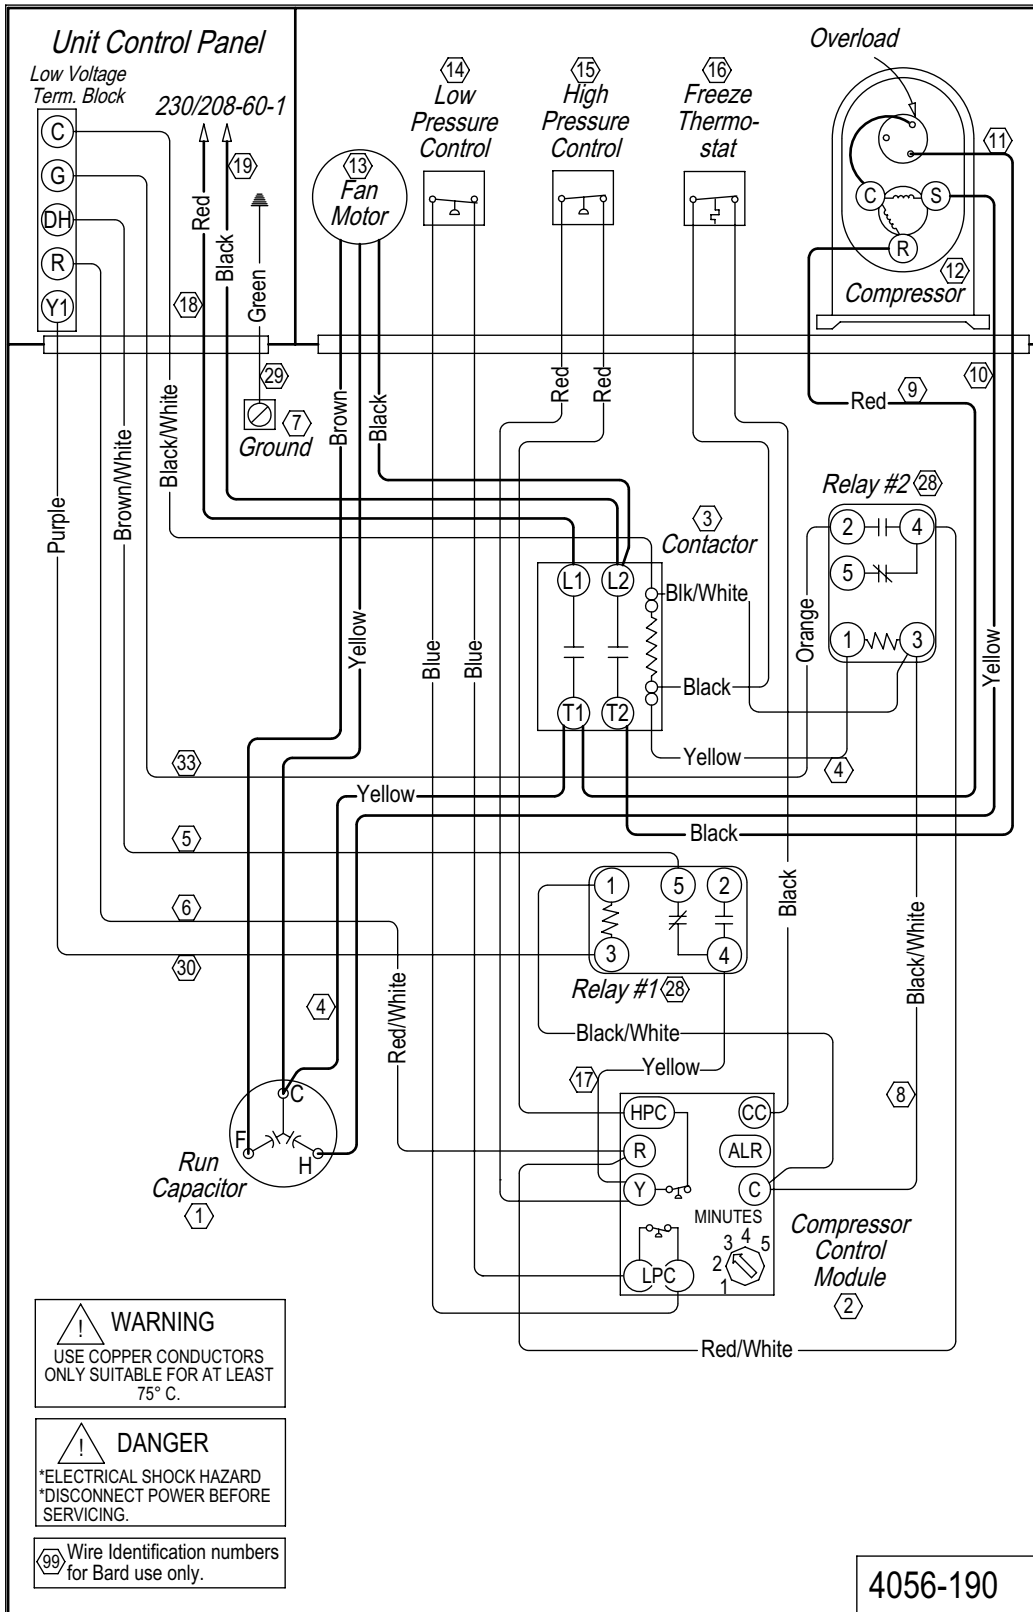 Unit Control Panel
Low Voltage
Term. Block
230/208-60-1
C
G
DH
R
Y1
19
Red
Black
18
Green
29
7
Ground
13
Fan
Motor
14
Low
Pressure
Control
15
High
Pressure
Control
16
Freeze
Thermo-
stat
Overload
11
C
S
R
12
Compressor
10
9
Red
Purple
Brown/White
Black/White
Brown
Black
Yellow
Blue
Blue
Red
Red
3
Contactor
L1
L2
Blk/White
Black
T1
T2
Yellow
4
Relay #2
28
2
4
5
1
3
Orange
Yellow
33
Yellow
Black
5
6
30
4
Red/White
1
5
2
3
4
Relay #1
28
Black
Black/White
Black/White
Yellow
17
8
HPC
CC
R
ALR
Y
C
MINUTES
1
2
3
4
5
LPC
Compressor
Control
Module
2
Red/White
C
F
H
Run
Capacitor
1
! WARNING
USE COPPER CONDUCTORS
ONLY SUITABLE FOR AT LEAST
75° C.
! DANGER
*ELECTRICAL SHOCK HAZARD
*DISCONNECT POWER BEFORE
SERVICING.
99 Wire Identification numbers
for Bard use only.
4056-190